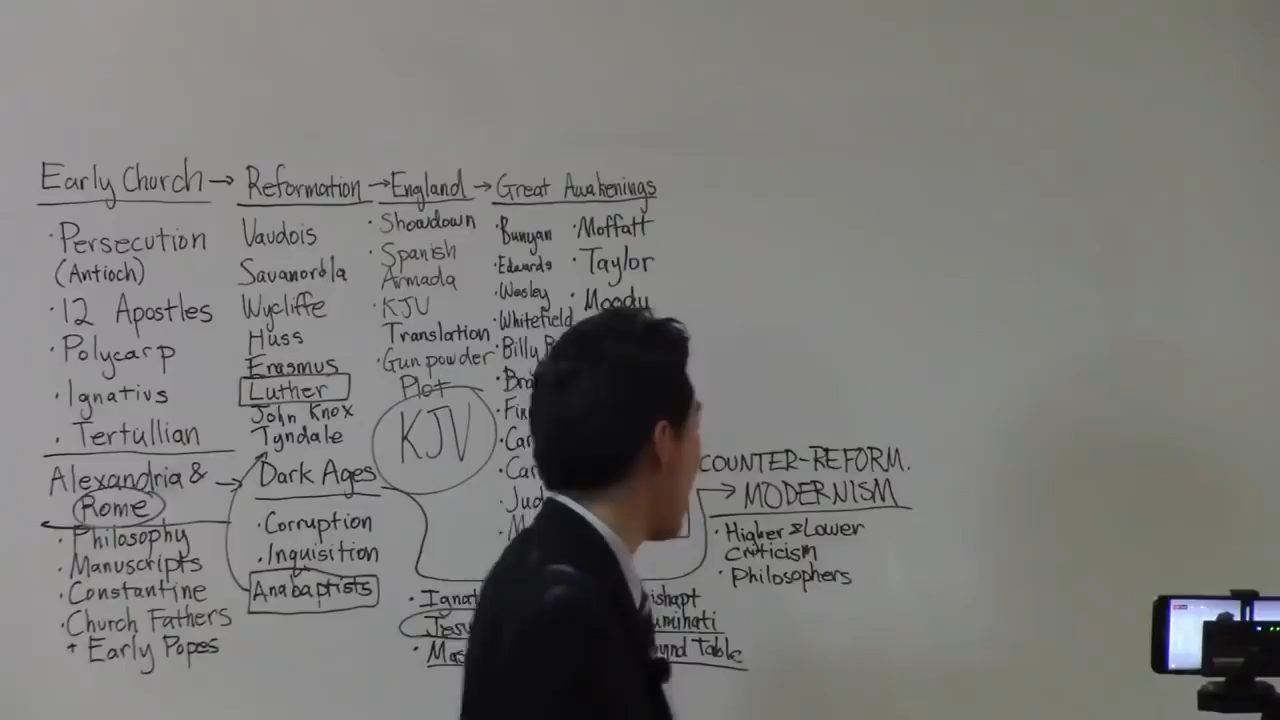 Early Church → Reformation → England → Great Awakenings
· Persecution
(Antioch)
· 12 Apostles
· Polycarp
· Ignatius
· Tertullian
Alexandria & →
Rome
· Philosophy
· Manuscripts
· Constantine
· Church Fathers
+ Early Popes
Vaudois
Savanorola
Wycliffe
Huss
Erasmus
Luther
John Knox
Tyndale
Dark Ages
· Corruption
· Inquisition
Anabaptists
· Showdown
· Spanish
Armada
· KJV
Translation
· Gunpowder
Plot
KJV
· Bunyan
· Edwards
· Wesley
· Whitefield
· Billy
· Moffatt
· Taylor
· Moody
COUNTER-REFORM.
→ MODERNISM
· Higher & Lower
Criticism
· Philosophers